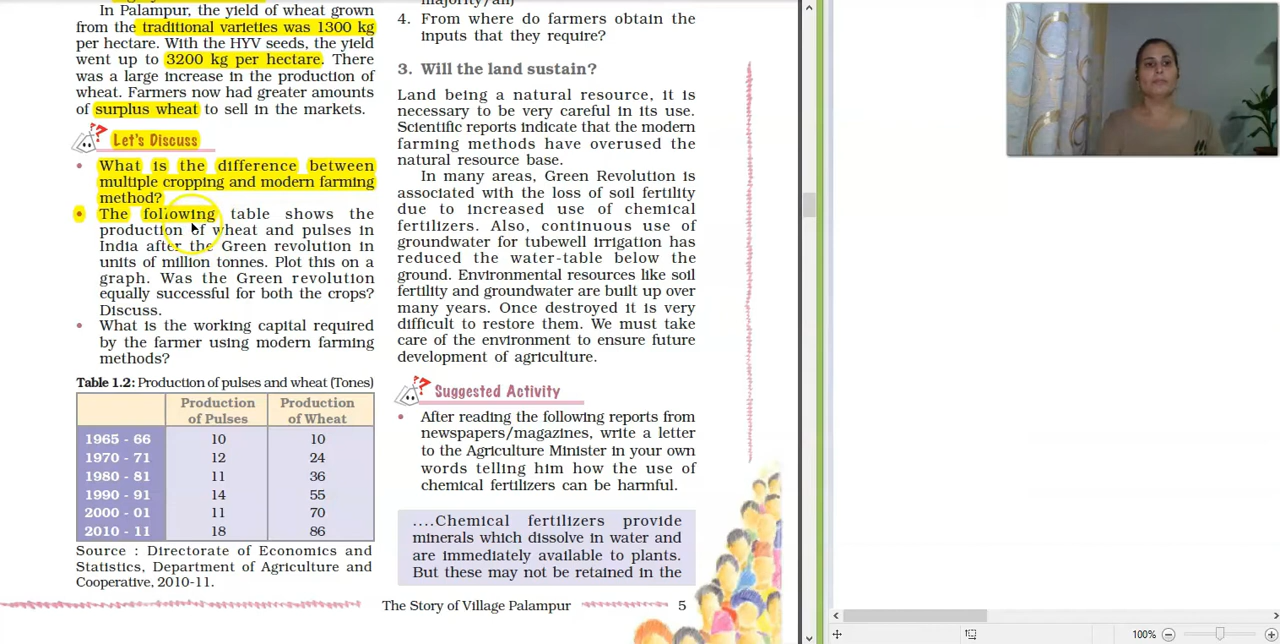 In Palampur, the yield of wheat grown
from the traditional varieties was 1300 kg
per hectare. With the HYV seeds, the yield
went up to 3200 kg per hectare. There
was a large increase in the production of
wheat. Farmers now had greater amounts
of surplus wheat to sell in the markets.
Let's Discuss
• What is the difference between
multiple cropping and modern farming
method?
• The following table shows the
production of wheat and pulses in
India after the Green revolution in
units of million tonnes. Plot this on a
graph. Was the Green revolution
equally successful for both the crops?
Discuss.
• What is the working capital required
by the farmer using modern farming
methods?
Table 1.2: Production of pulses and wheat (Tones)
Production of Pulses Production of Wheat
1965 - 66 10 10
1970 - 71 12 24
1980 - 81 11 36
1990 - 91 14 55
2000 - 01 11 70
2010 - 11 18 86
Source : Directorate of Economics and
Statistics, Department of Agriculture and
Cooperative, 2010-11.
4. From where do farmers obtain the
inputs that they require?
3. Will the land sustain?
Land being a natural resource, it is
necessary to be very careful in its use.
Scientific reports indicate that the modern
farming methods have overused the
natural resource base.
In many areas, Green Revolution is
associated with the loss of soil fertility
due to increased use of chemical
fertilizers. Also, continuous use of
groundwater for tubewell irrigation has
reduced the water-table below the
ground. Environmental resources like soil
fertility and groundwater are built up over
many years. Once destroyed it is very
difficult to restore them. We must take
care of the environment to ensure future
development of agriculture.
Suggested Activity
• After reading the following reports from
newspapers/magazines, write a letter
to the Agriculture Minister in your own
words telling him how the use of
chemical fertilizers can be harmful.
....Chemical fertilizers provide
minerals which dissolve in water and
are immediately available to plants.
But these may not be retained in the
The Story of Village Palampur 5
100%